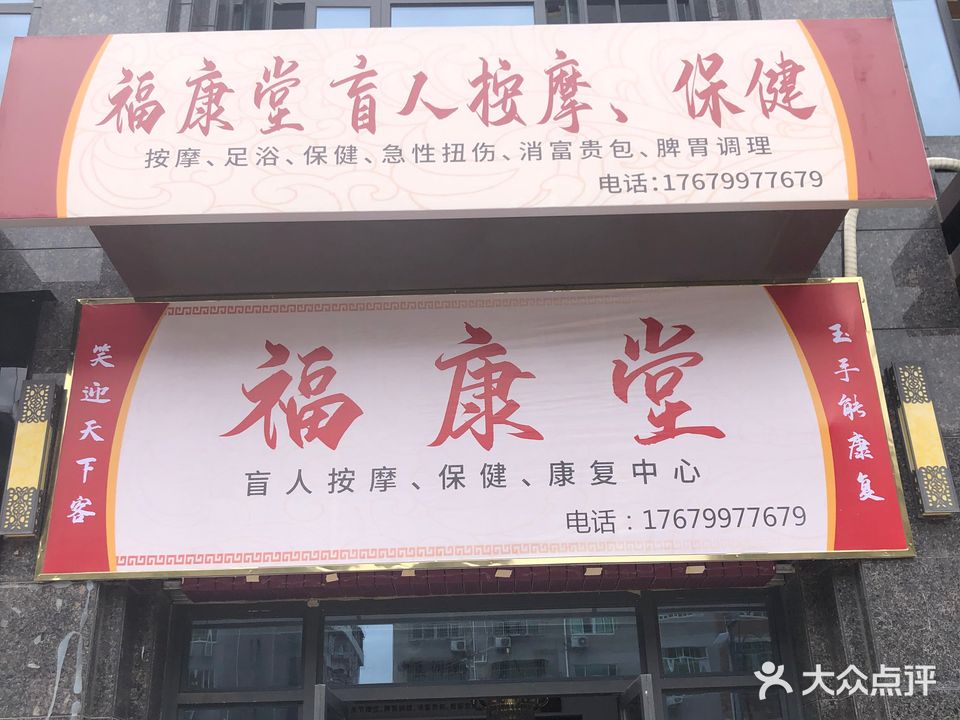 福康堂盲人按摩、保健
按摩、足浴、保健、急性扭伤、消富贵包、脾胃调理
电话:17679977679
笑迎天下客
福康堂
盲人按摩、保健、康复中心
电话：17679977679
玉手能康复
大众点评